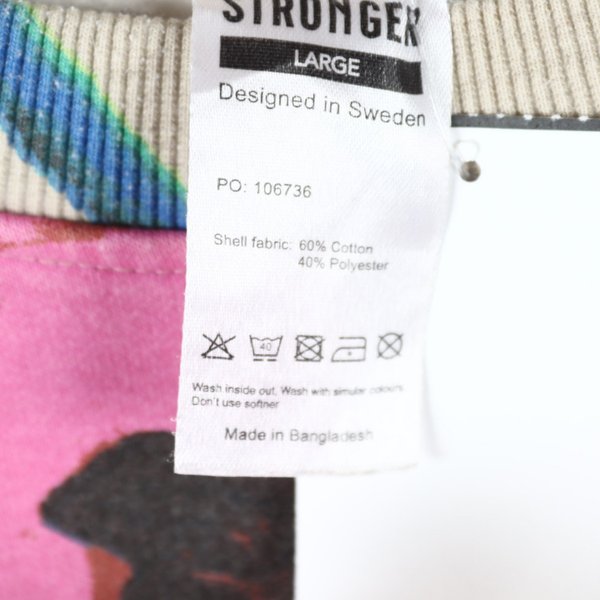 STRONGER
LARGE
Designed in Sweden
PO: 106736
Shell fabric: 60% Cotton
40% Polyester
40
Wash inside out, Wash with simular colours
Don't use softner
Made in Bangladesh